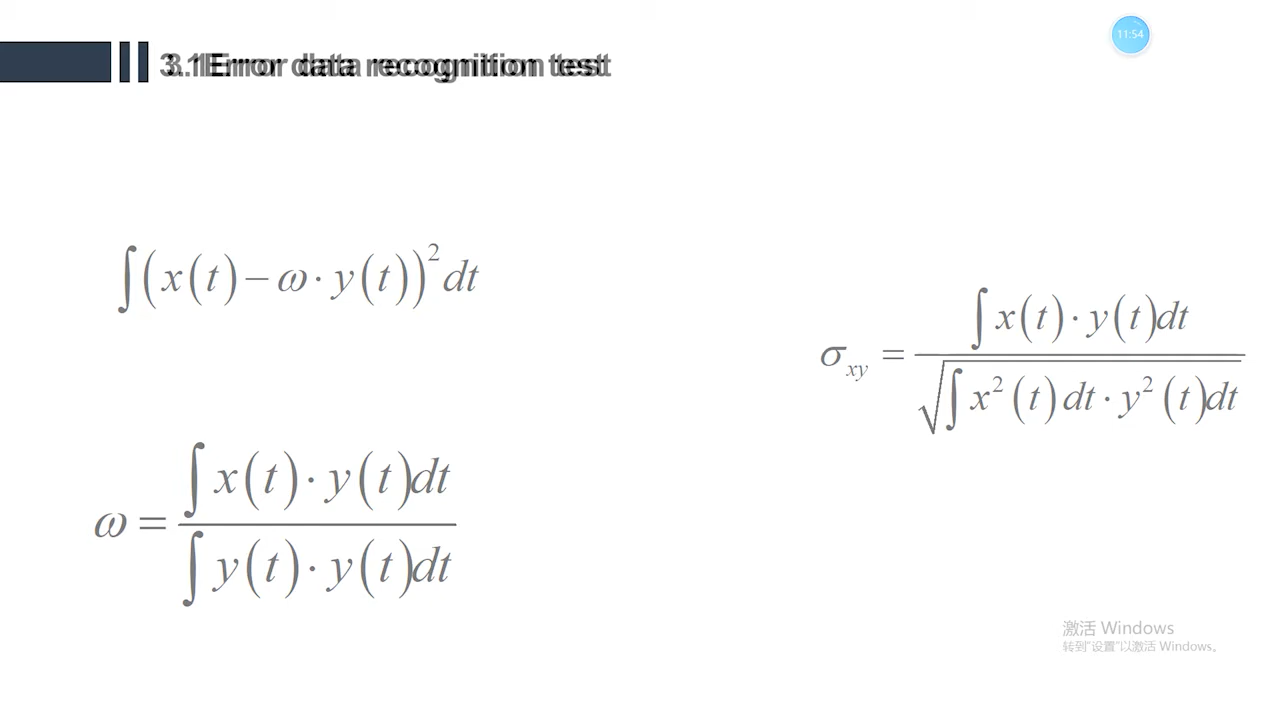 11:54
3.1Error data recognition test
∫(x(t)−ω·y(t))²dt
σxy = ∫x(t)·y(t)dt / √∫x²(t)dt·y²(t)dt
ω = ∫x(t)·y(t)dt / ∫y(t)·y(t)dt
激活 Windows
转到"设置"以激活 Windows。